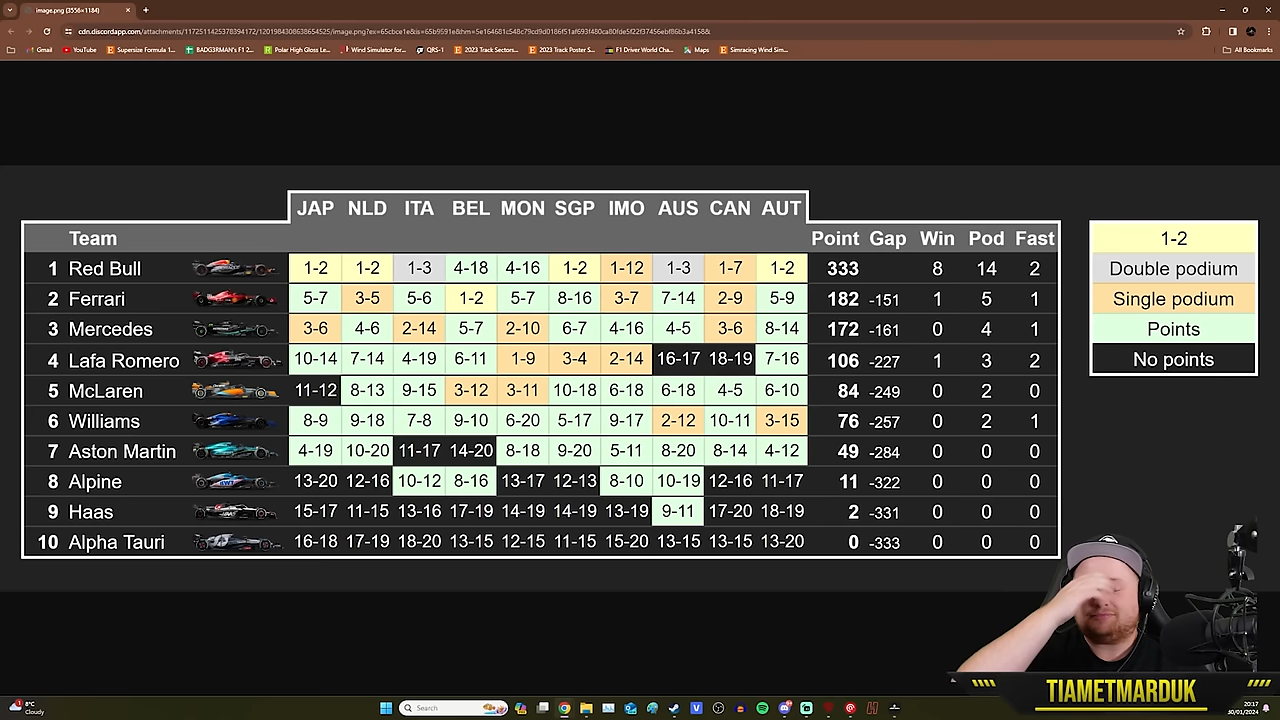 image.png (3556×1184)
cdn.discordapp.com/attachments/1172511425378394172/1201984308638654525/image.png?ex=65cbce1e&is=65b9591e&hm=5e164681c548c79cd9d0186f51af693f480ca80fde5f22f37456ebf86b3a4158&
Gmail YouTube Supersize Formula 1... BADG3RMAN's F1 2... Polar High Gloss Le... Wind Simulator for... QRS-1 2023 Track Sectors... 2023 Track Poster S... F1 Driver World Cha... Maps Simracing Wind Sim... All Bookmarks
JAP NLD ITA BEL MON SGP IMO AUS CAN AUT
Team Point Gap Win Pod Fast
1 Red Bull 1-2 1-2 1-3 4-18 4-16 1-2 1-12 1-3 1-7 1-2 333 8 14 2
2 Ferrari 5-7 3-5 5-6 1-2 5-7 8-16 3-7 7-14 2-9 5-9 182 -151 1 5 1
3 Mercedes 3-6 4-6 2-14 5-7 2-10 6-7 4-16 4-5 3-6 8-14 172 -161 0 4 1
4 Lafa Romero 10-14 7-14 4-19 6-11 1-9 3-4 2-14 16-17 18-19 7-16 106 -227 1 3 2
5 McLaren 11-12 8-13 9-15 3-12 3-11 10-18 6-18 6-18 4-5 6-10 84 -249 0 2 0
6 Williams 8-9 9-18 7-8 9-10 6-20 5-17 9-17 2-12 10-11 3-15 76 -257 0 2 1
7 Aston Martin 4-19 10-20 11-17 14-20 8-18 9-20 5-11 8-20 8-14 4-12 49 -284 0 0 0
8 Alpine 13-20 12-16 10-12 8-16 13-17 12-13 8-10 10-19 12-16 11-17 11 -322 0 0 0
9 Haas 15-17 11-15 13-16 17-19 14-19 14-19 13-19 9-11 17-20 18-19 2 -331 0 0 0
10 Alpha Tauri 16-18 17-19 18-20 13-15 12-15 11-15 15-20 13-15 13-15 13-20 0 -333 0 0 0
1-2
Double podium
Single podium
Points
No points
TIAMETMARDUK
8°C
Cloudy
Search
20:17
30/01/2024